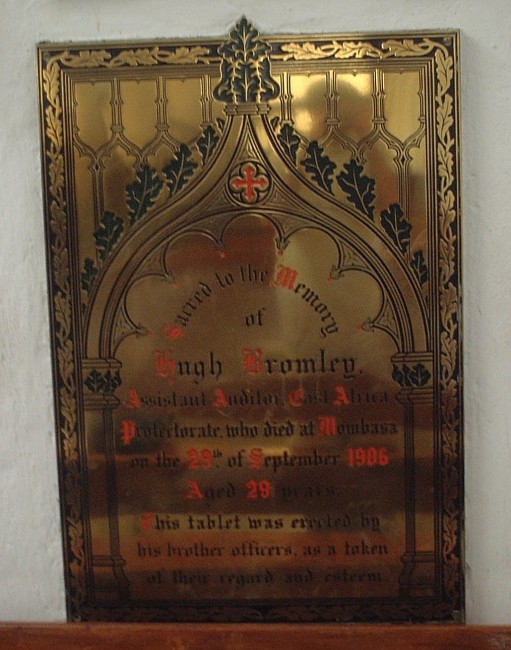 Sacred to the Memory
of
Hugh Bromley,
Assistant Auditor, East Africa
Protectorate, who died at Mombasa
on the 29th. of September 1906
Aged 29 years.
This tablet was erected by
his brother officers, as a token
of their regard and esteem.